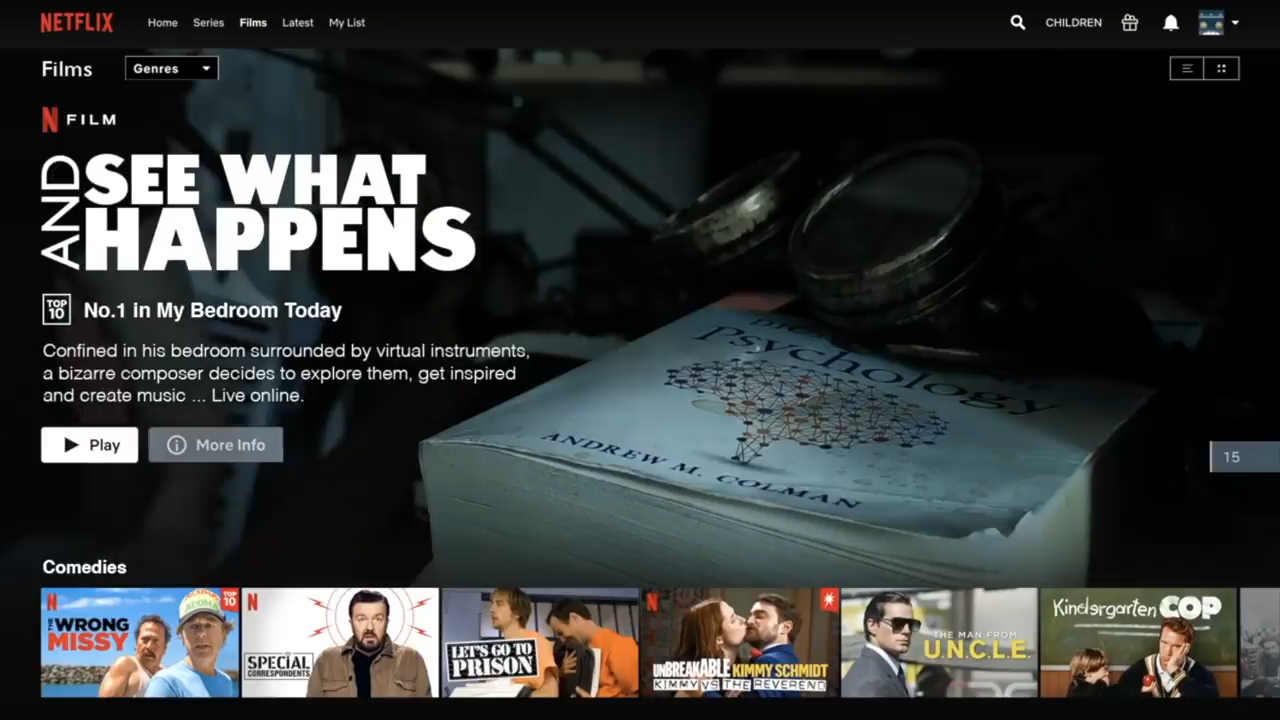 NETFLIX Home Series Films Latest My List CHILDREN
Films Genres
N FILM
AND SEE WHAT
HAPPENS
TOP 10 No.1 in My Bedroom Today
Confined in his bedroom surrounded by virtual instruments,
a bizarre composer decides to explore them, get inspired
and create music ... Live online.
Play More Info
15
Psychology
ANDREW M. COLMAN
Comedies
N TOP 10
THE WRONG
MISSY
N
SPECIAL
CORRESPONDENTS
LET'S GO TO
PRISON
N
UNBREAKABLE KIMMY SCHMIDT
KIMMY VS THE REVEREND
THE MAN FROM
U.N.C.L.E.
Kindergarten COP